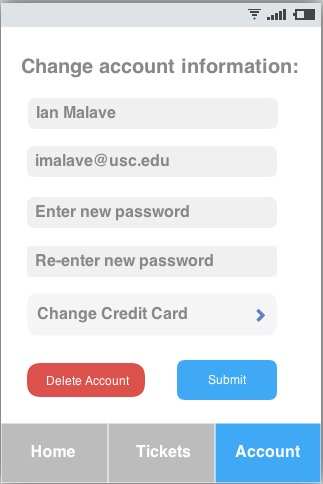 Change account information:
Ian Malave
imalave@usc.edu
Enter new password
Re-enter new password
Change Credit Card
Delete Account Submit
Home Tickets Account